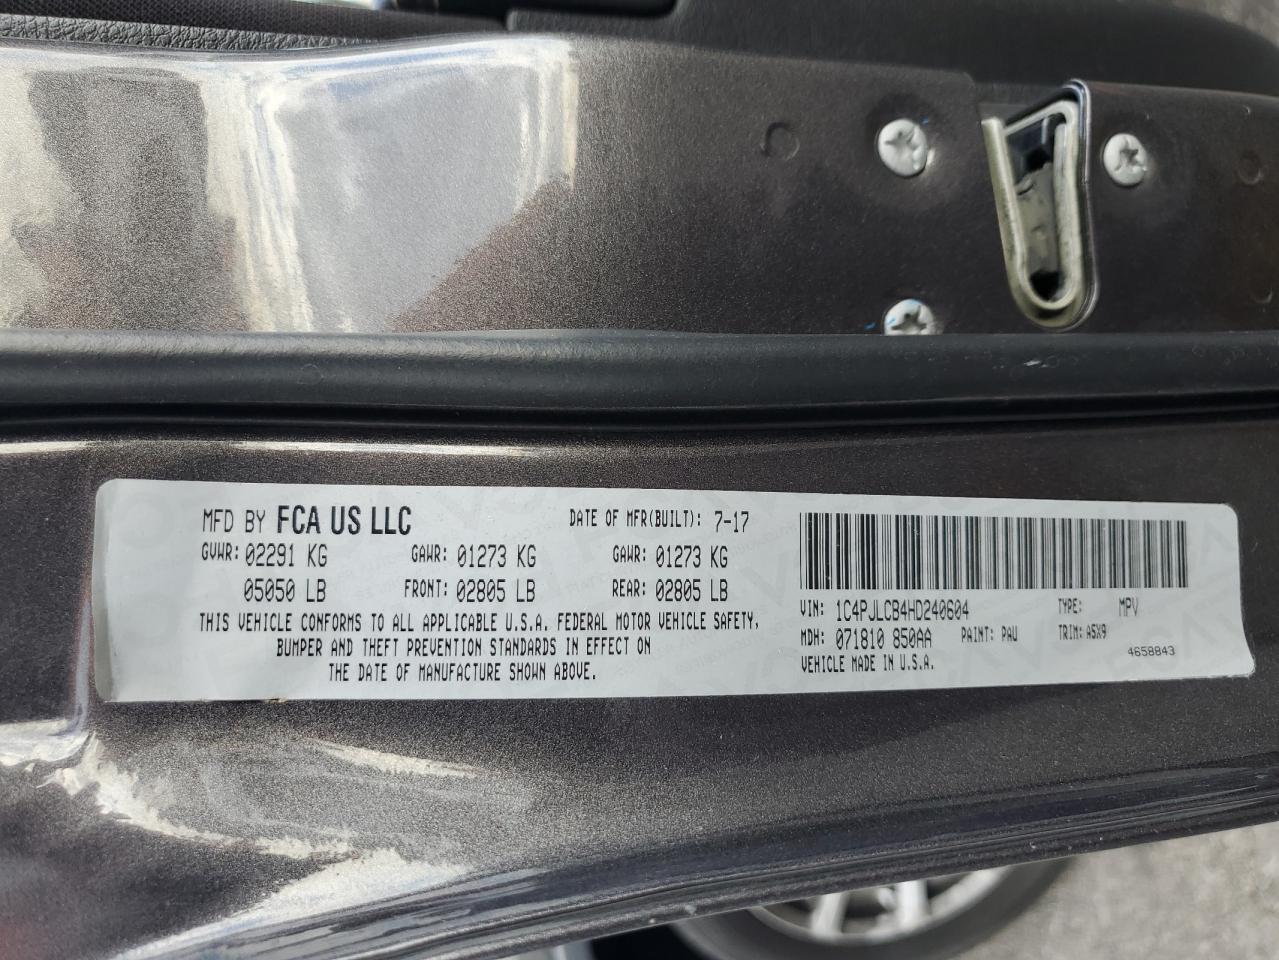 MFD BY FCA US LLC DATE OF MFR(BUILT): 7-17
GVWR: 02291 KG GAWR: 01273 KG GAWR: 01273 KG
05050 LB FRONT: 02805 LB REAR: 02805 LB
THIS VEHICLE CONFORMS TO ALL APPLICABLE U.S.A. FEDERAL MOTOR VEHICLE SAFETY,
BUMPER AND THEFT PREVENTION STANDARDS IN EFFECT ON
THE DATE OF MANUFACTURE SHOWN ABOVE.
VIN: 1C4PJLCB4HD240604 TYPE: MPV
MDH: 071810 850AA PAINT: PAU TRIM: A5X9
VEHICLE MADE IN U.S.A. 4658843